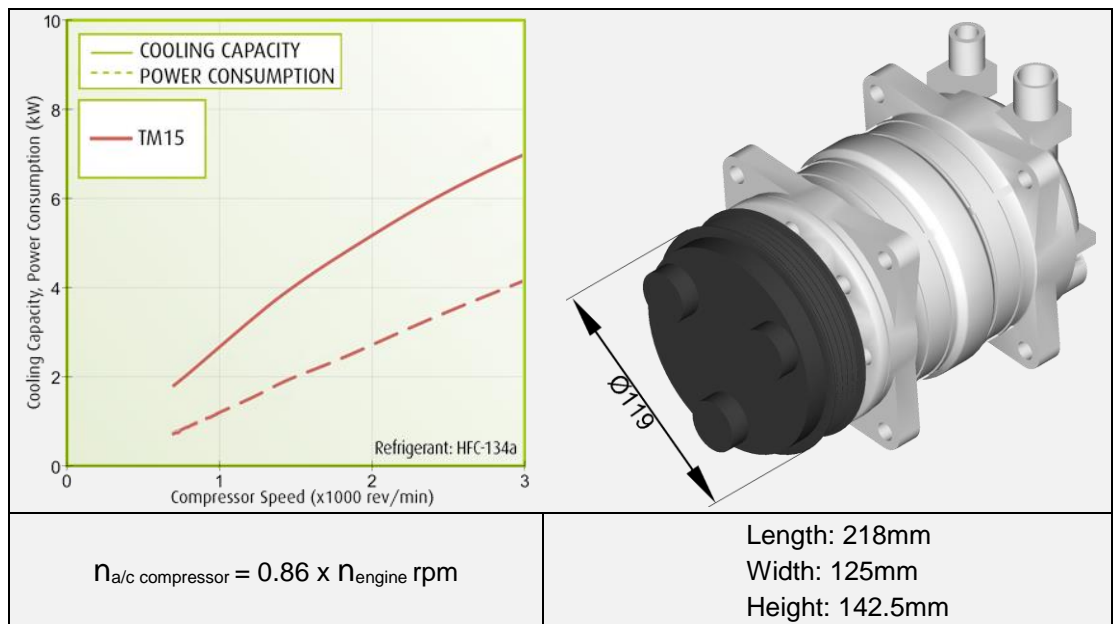 10
COOLING CAPACITY
POWER CONSUMPTION
8
TM15
6
4
2
0
Refrigerant: HFC-134a
0 1 2 3
Cooling Capacity, Power Consumption (kW)
Compressor Speed (x1000 rev/min)
Ø119
na/c compressor = 0.86 x nengine rpm
Length: 218mm
Width: 125mm
Height: 142.5mm